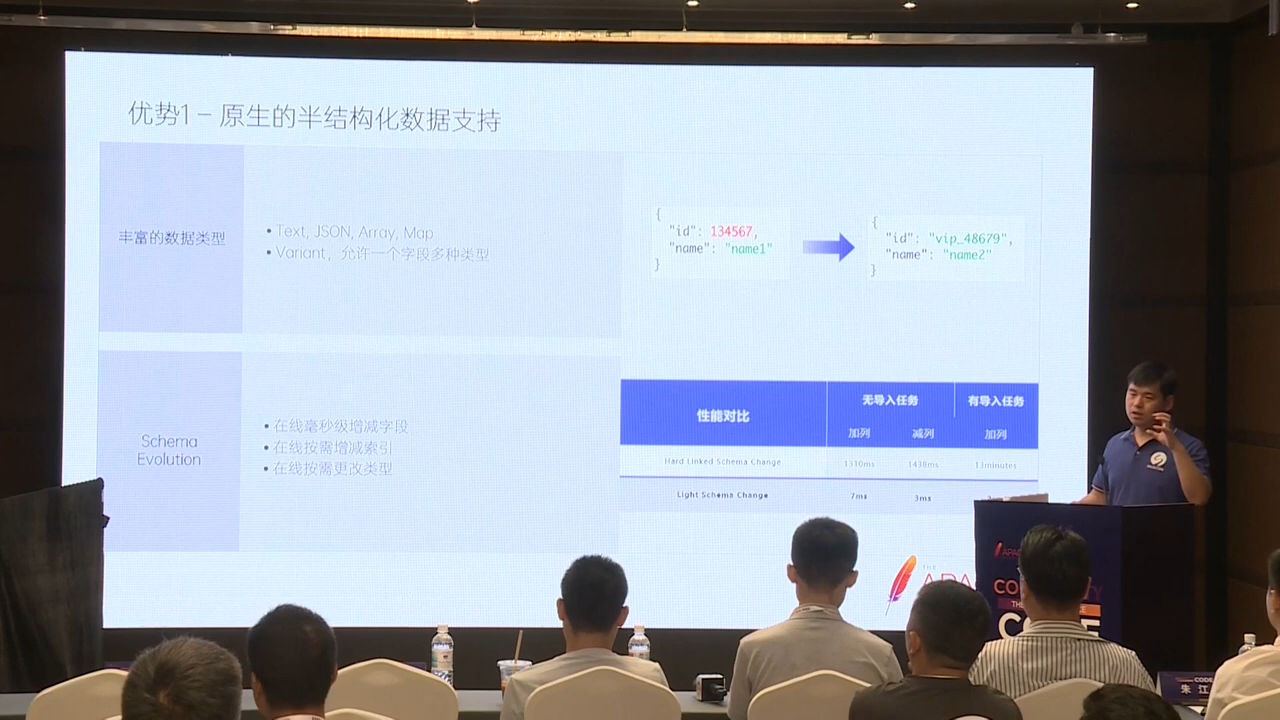 优势1 – 原生的半结构化数据支持
丰富的数据类型
• Text, JSON, Array, Map
• Variant，允许一个字段多种类型
{
"id": 134567,
"name": "name1"
}
{
"id": "vip_48679",
"name": "name2"
}
Schema
Evolution
• 在线毫秒级增减字段
• 在线按需增减索引
• 在线按需更改类型
性能对比 无导入任务 有导入任务
加列 减列 加列
Hard Linked Schema Change 1310ms 1438ms 13minutes
Light Schema Change 7ms 3ms
THE